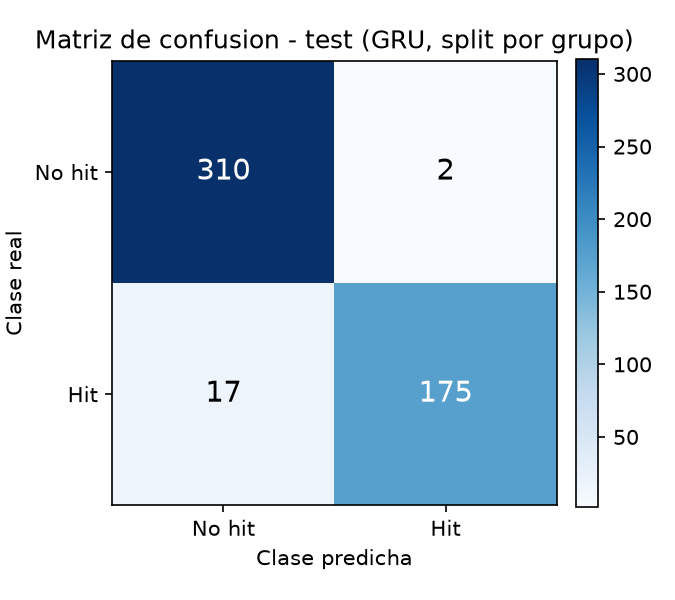 Matriz de confusion - test (GRU, split por grupo)
No hit
310
2
Hit
17
175
Clase real
No hit
Hit
Clase predicha
300
250
200
150
100
50